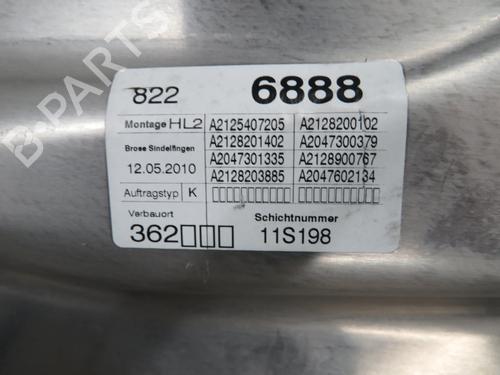 822 6888
Montage HL2 A2125407205 A2128200102
A2128201402 A2047300379
Brose Sindelfingen
12.05.2010 A2047301335 A2128900767
A2128203885 A2047602134
Auftragstyp K
Verbauort Schichtnummer
362□□□ 11S198
B-PARTS